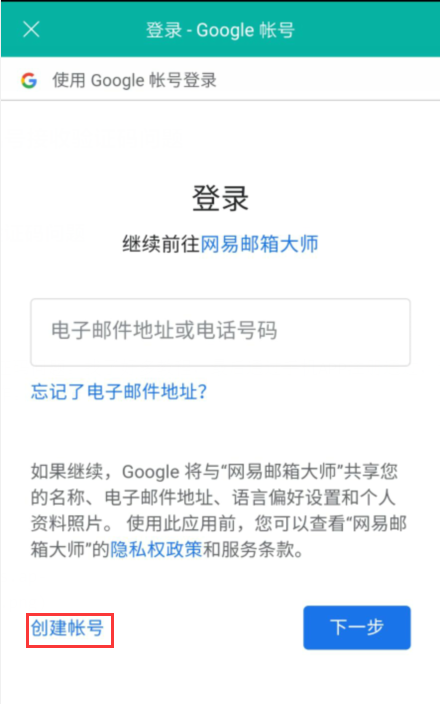 登录 - Google 帐号
使用 Google 帐号登录
登录
继续前往网易邮箱大师
电子邮件地址或电话号码
忘记了电子邮件地址？
如果继续，Google 将与“网易邮箱大师”共享您
的名称、电子邮件地址、语言偏好设置和个人
资料照片。 使用此应用前，您可以查看“网易邮
箱大师”的隐私权政策和服务条款。
创建帐号
下一步